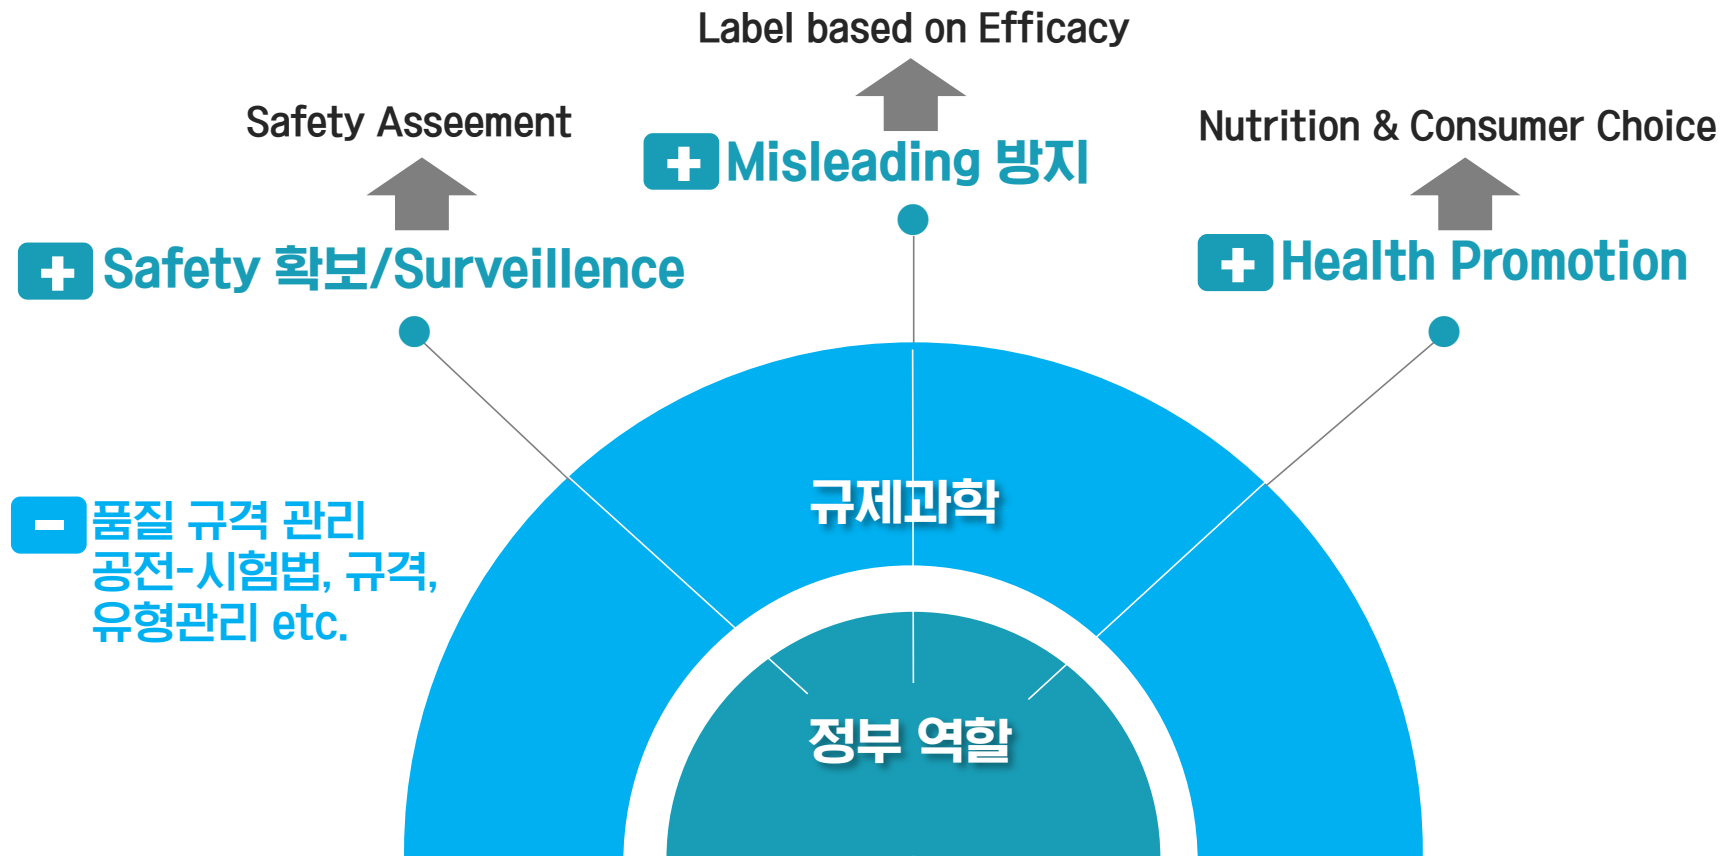 Label based on Efficacy
Safety Asseement
Nutrition & Consumer Choice
Misleading 방지
Safety 확보/Surveillence
Health Promotion
규제과학
품질 규격 관리
공전-시험법, 규격,
유형관리 etc.
정부 역할